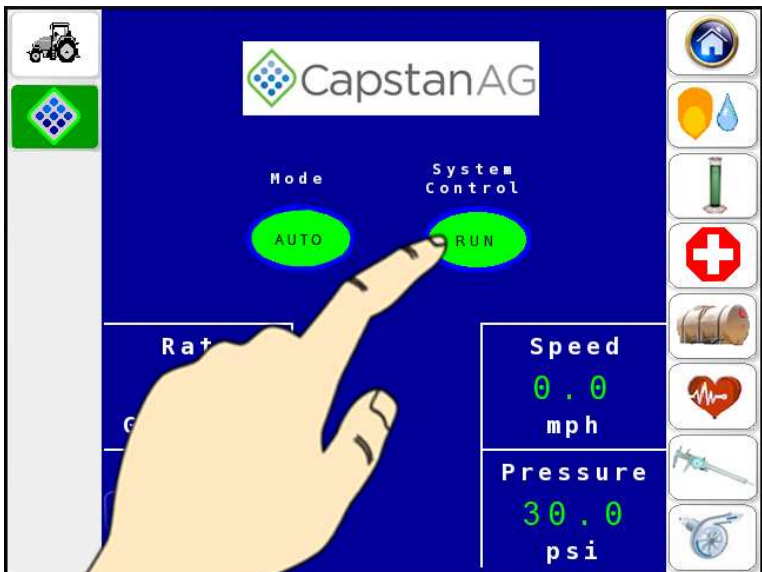 CapstanAG
Mode
System
Control
AUTO
RUN
Speed
0.0
mph
Pressure
30.0
psi